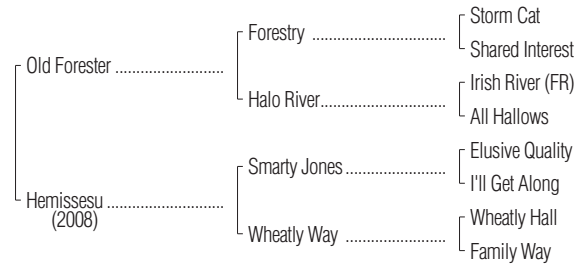 Storm Cat
Forestry ....................................
Shared Interest
Old Forester .............................
Irish River (FR)
Halo River..................................
All Hallows
Elusive Quality
Smarty Jones ...........................
I'll Get Along
Hemissesu ...............................
(2008)
Wheatly Hall
Wheatly Way ...........................
Family Way